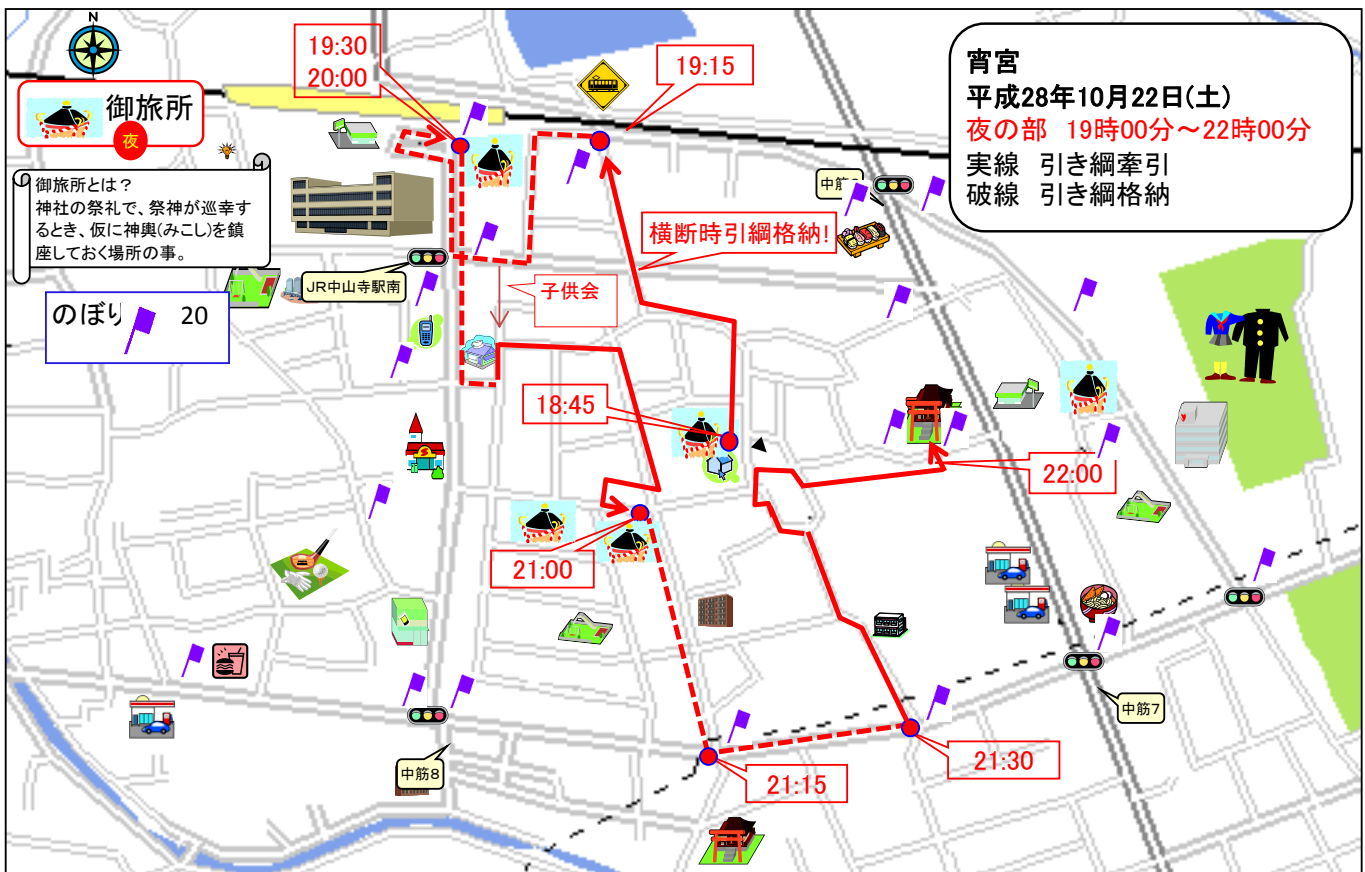 N
御旅所
夜
御旅所とは？
神社の祭礼で、祭神が巡幸す
るとき、仮に神輿(みこし)を鎮
座しておく場所の事。
のぼり 20
19:30
20:00
19:15
宵宮
平成28年10月22日(土)
夜の部 19時00分～22時00分
実線 引き綱牽引
破線 引き綱格納
中筋
横断時引綱格納!
JR中山寺駅南
子供会
18:45
22:00
21:00
中筋7
21:30
中筋8
21:15